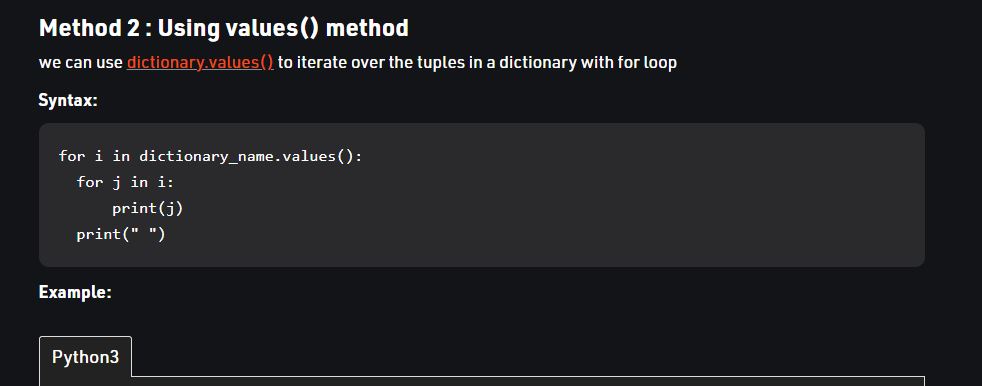 Method 2 : Using values() method
we can use dictionary.values() to iterate over the tuples in a dictionary with for loop
Syntax:
for i in dictionary_name.values():
  for j in i:
      print(j)
  print(" ")
Example:
Python3